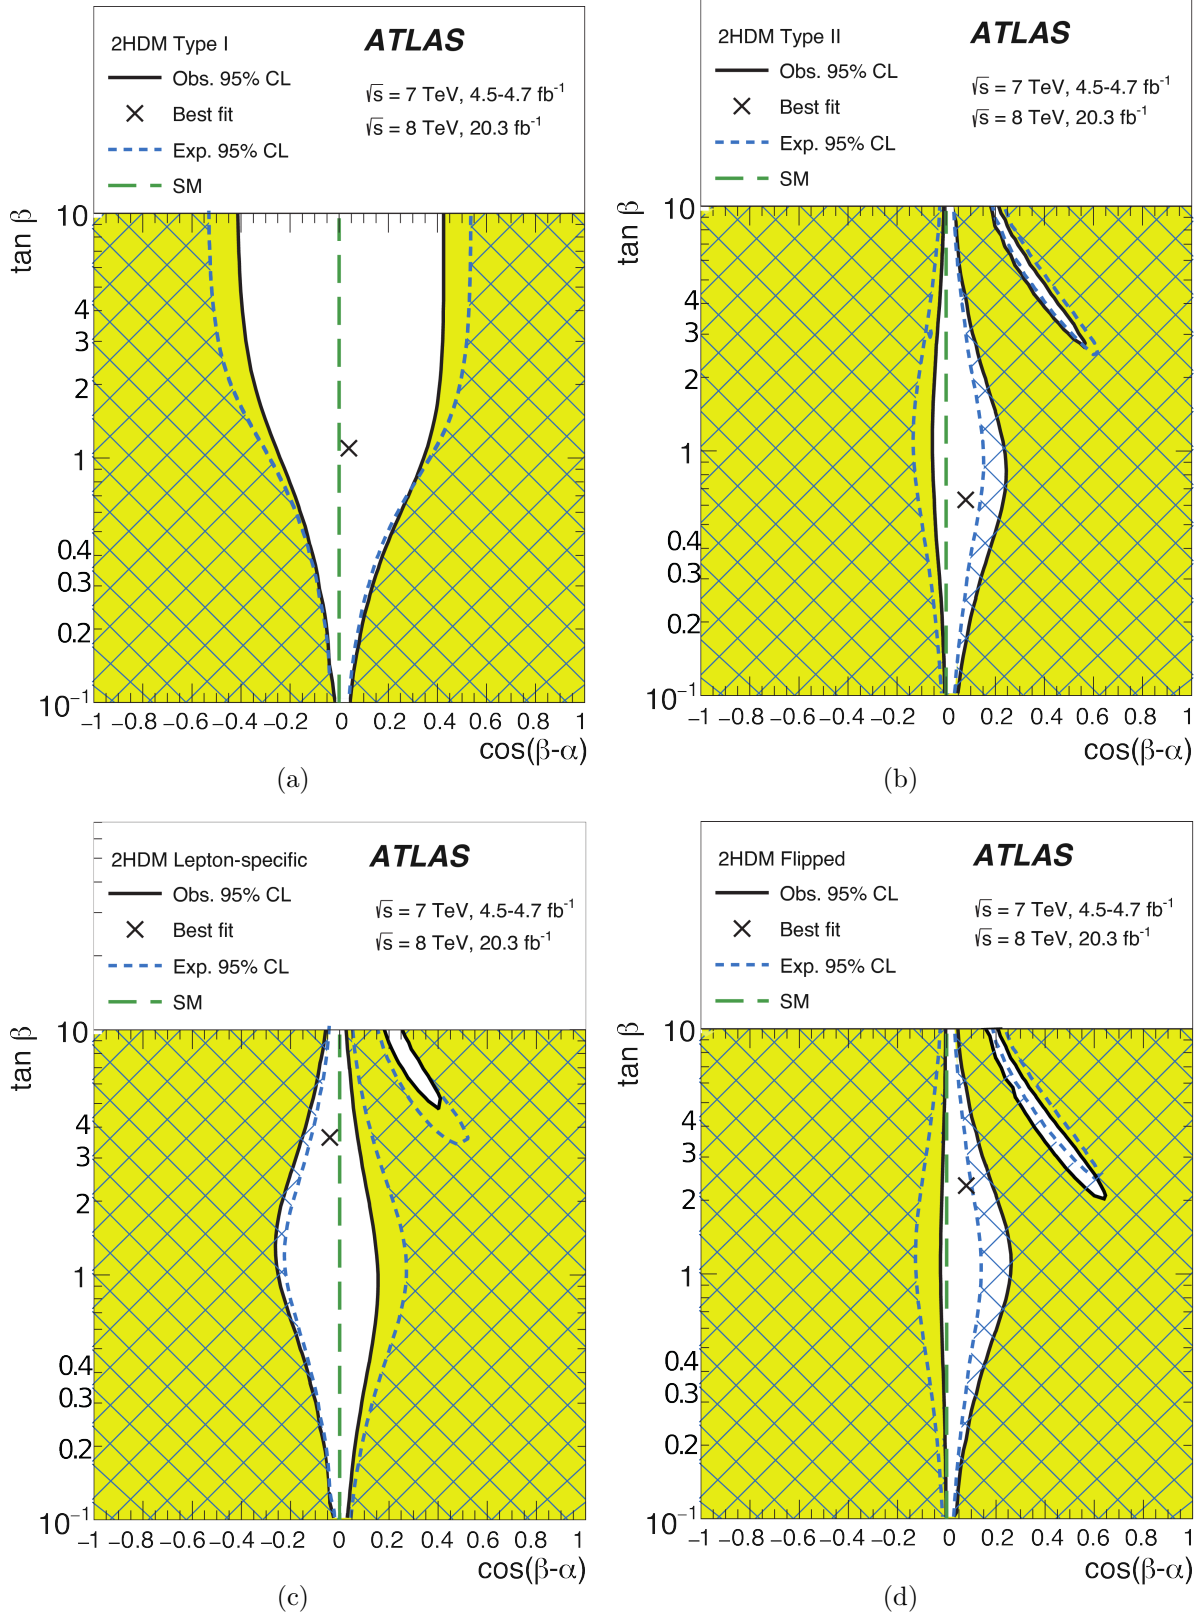 2HDM Type I
ATLAS
Obs. 95% CL
Best fit
Exp. 95% CL
SM
√s = 7 TeV, 4.5-4.7 fb⁻¹
√s = 8 TeV, 20.3 fb⁻¹
tan β
10
4
3
2
1
0.4
0.3
0.2
10⁻¹
−1 −0.8 −0.6 −0.4 −0.2 0 0.2 0.4 0.6 0.8 1
cos(β-α)
(a)
2HDM Type II
ATLAS
Obs. 95% CL
Best fit
Exp. 95% CL
SM
√s = 7 TeV, 4.5-4.7 fb⁻¹
√s = 8 TeV, 20.3 fb⁻¹
tan β
10
4
3
2
1
0.4
0.3
0.2
10⁻¹
−1 −0.8 −0.6 −0.4 −0.2 0 0.2 0.4 0.6 0.8 1
cos(β-α)
(b)
2HDM Lepton-specific
ATLAS
Obs. 95% CL
Best fit
Exp. 95% CL
SM
√s = 7 TeV, 4.5-4.7 fb⁻¹
√s = 8 TeV, 20.3 fb⁻¹
tan β
10
4
3
2
1
0.4
0.3
0.2
10⁻¹
−1 −0.8 −0.6 −0.4 −0.2 0 0.2 0.4 0.6 0.8 1
cos(β-α)
(c)
2HDM Flipped
ATLAS
Obs. 95% CL
Best fit
Exp. 95% CL
SM
√s = 7 TeV, 4.5-4.7 fb⁻¹
√s = 8 TeV, 20.3 fb⁻¹
tan β
10
4
3
2
1
0.4
0.3
0.2
10⁻¹
−1 −0.8 −0.6 −0.4 −0.2 0 0.2 0.4 0.6 0.8 1
cos(β-α)
(d)